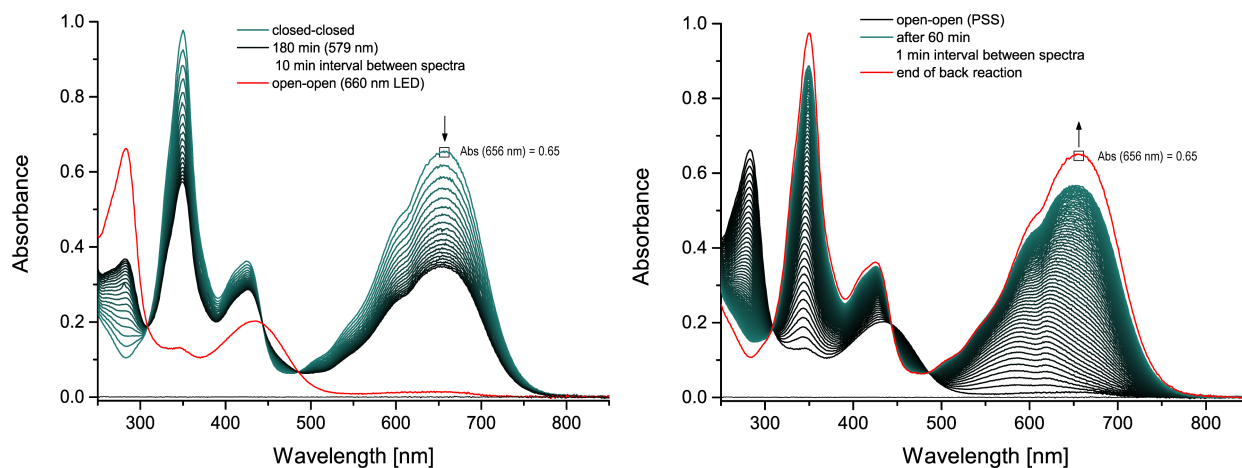 closed-closed
180 min (579 nm)
10 min interval between spectra
open-open (660 nm LED)
Abs (656 nm) = 0.65
Absorbance
1.0
0.8
0.6
0.4
0.2
0.0
300 400 500 600 700 800
Wavelength [nm]
open-open (PSS)
after 60 min
1 min interval between spectra
end of back reaction
Abs (656 nm) = 0.65
Absorbance
1.0
0.8
0.6
0.4
0.2
0.0
300 400 500 600 700 800
Wavelength [nm]